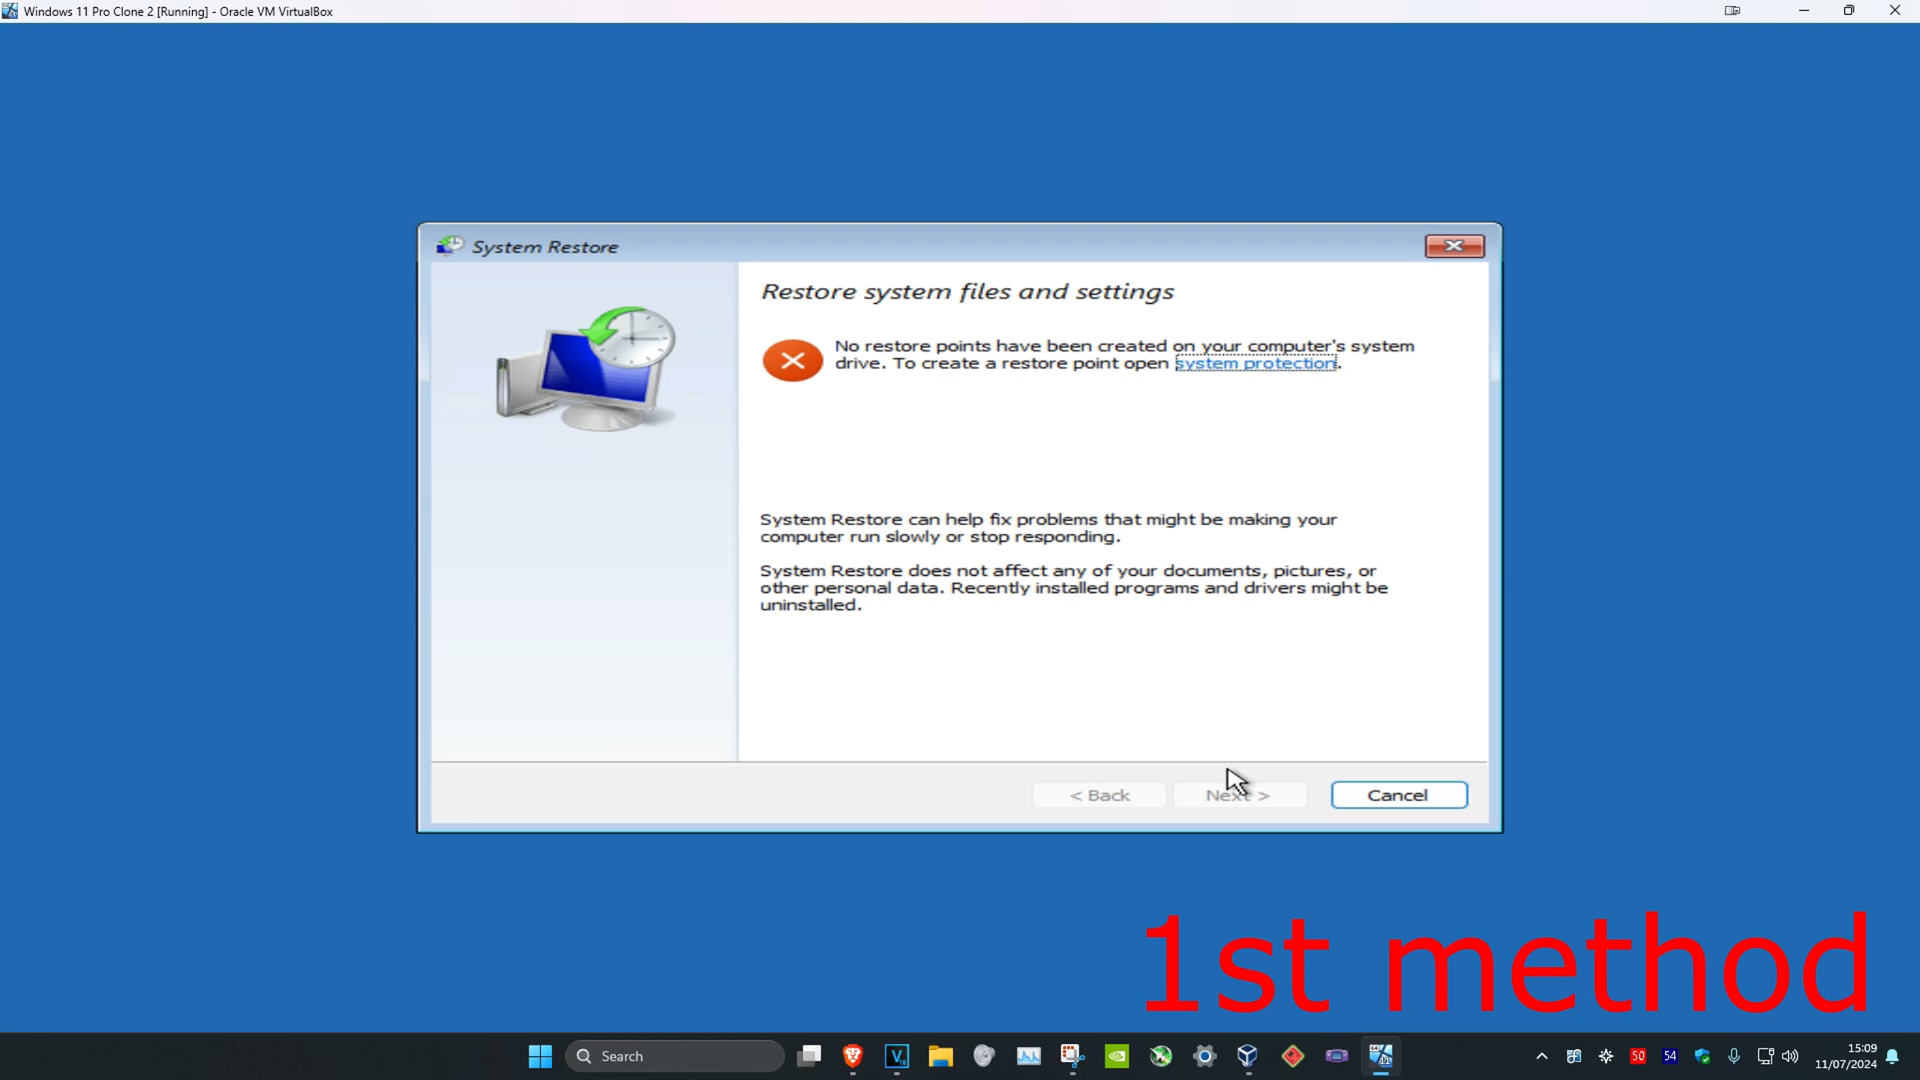 Windows 11 Pro Clone 2 [Running] - Oracle VM VirtualBox
System Restore
Restore system files and settings
No restore points have been created on your computer's system
drive. To create a restore point open system protection.
System Restore can help fix problems that might be making your
computer run slowly or stop responding.
System Restore does not affect any of your documents, pictures, or
other personal data. Recently installed programs and drivers might be
uninstalled.
< Back
Next >
Cancel
1st method
Search
50
54
15:09
11/07/2024